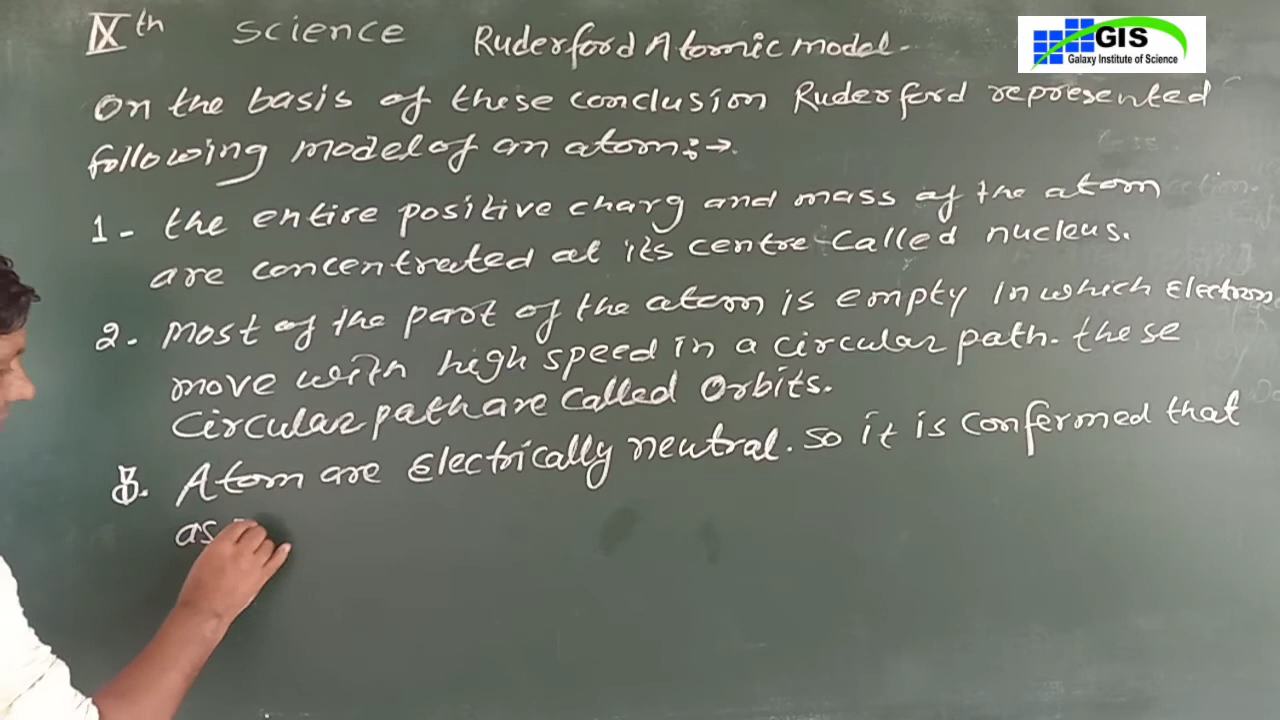 IXth Science Ruderford Atomic model.
GIS
Galaxy Institute of Science
On the basis of these conclusion Ruderford represented
following model of an atom:→
1- the entire positive charg and mass of the atom
are concentrated at its centre called nucleus.
2. Most of the part of the atom is empty in which electrons
move with high speed in a circular path. these
Circular path are called Orbits.
3. Atom are Electrically neutral. So it is confermed that
as